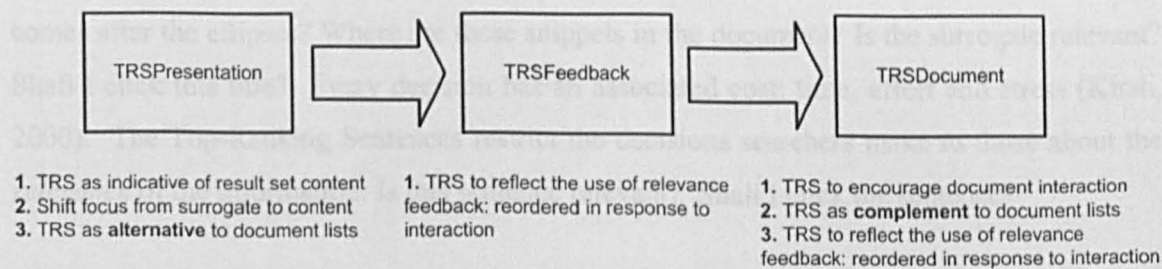 TRSPresentation
TRSFeedback
TRSDocument
1. TRS as indicative of result set content
2. Shift focus from surrogate to content
3. TRS as alternative to document lists
1. TRS to reflect the use of relevance
feedback: reordered in response to
interaction
1. TRS to encourage document interaction
2. TRS as complement to document lists
3. TRS to reflect the use of relevance
feedback: reordered in response to interaction